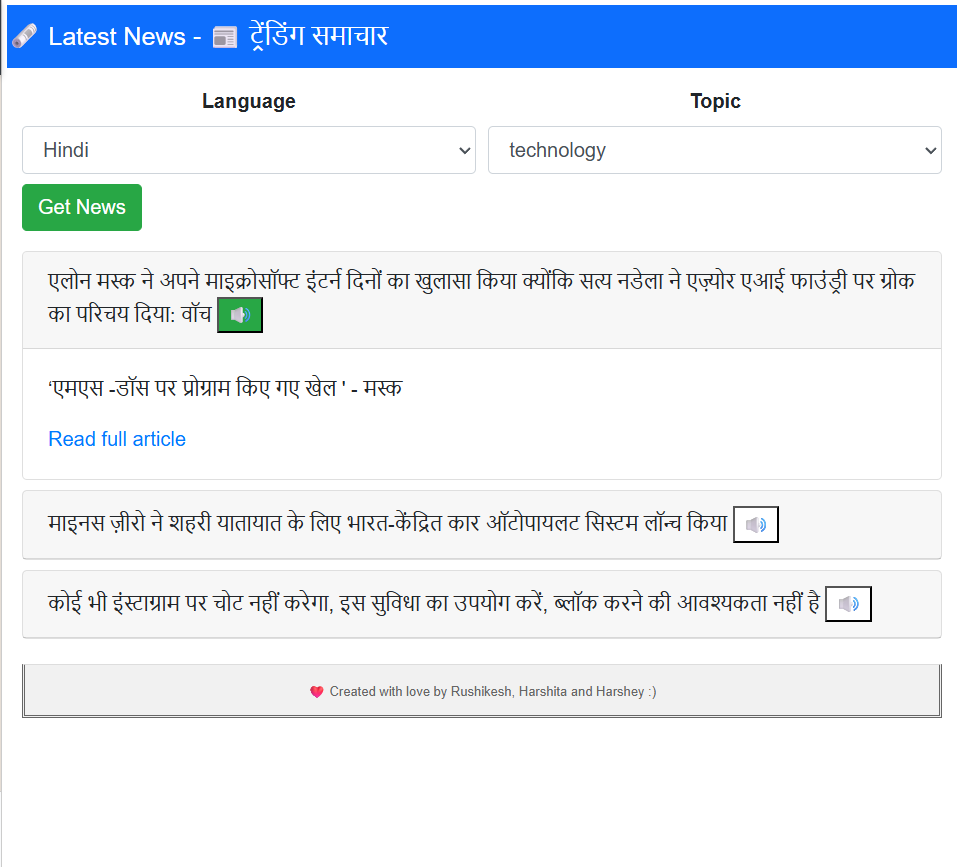 Latest News - ट्रेंडिंग समाचार
Language
Topic
Hindi
technology
Get News
एलोन मस्क ने अपने माइक्रोसॉफ्ट इंटर्न दिनों का खुलासा किया क्योंकि सत्य नडेला ने एज़्योर एआई फाउंड्री पर ग्रोक
का परिचय दिया: वॉच
‘एमएस -डॉस पर प्रोग्राम किए गए खेल ' - मस्क
Read full article
माइनस ज़ीरो ने शहरी यातायात के लिए भारत-केंद्रित कार ऑटोपायलट सिस्टम लॉन्च किया
कोई भी इंस्टाग्राम पर चोट नहीं करेगा, इस सुविधा का उपयोग करें, ब्लॉक करने की आवश्यकता नहीं है
Created with love by Rushikesh, Harshita and Harshey :)